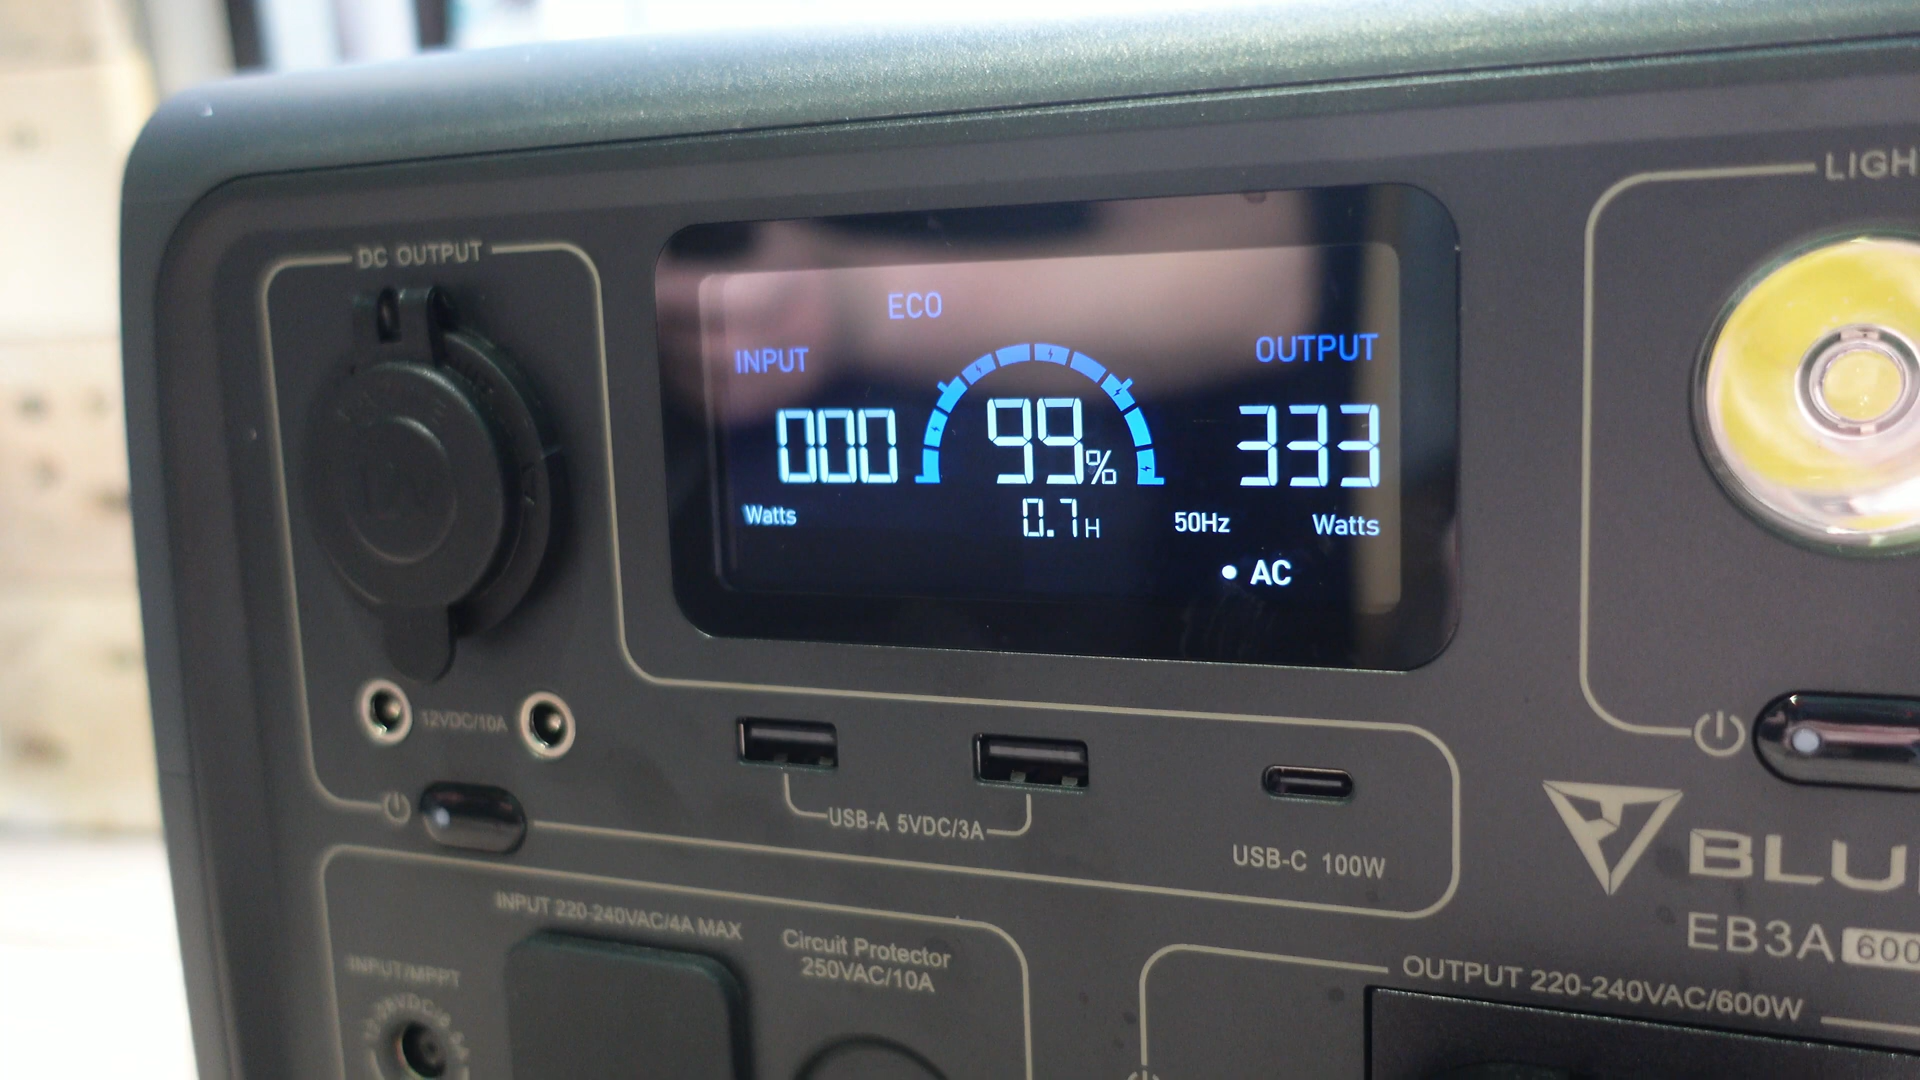 LIGH
DC OUTPUT
ECO
INPUT
OUTPUT
000
99%
333
Watts
0.7H
50Hz
Watts
AC
12VDC/10A
USB-A 5VDC/3A
USB-C 100W
BLU
EB3A 600
INPUT 220-240VAC/4A MAX
Circuit Protector
250VAC/10A
INPUT/MPPT
OUTPUT 220-240VAC/600W